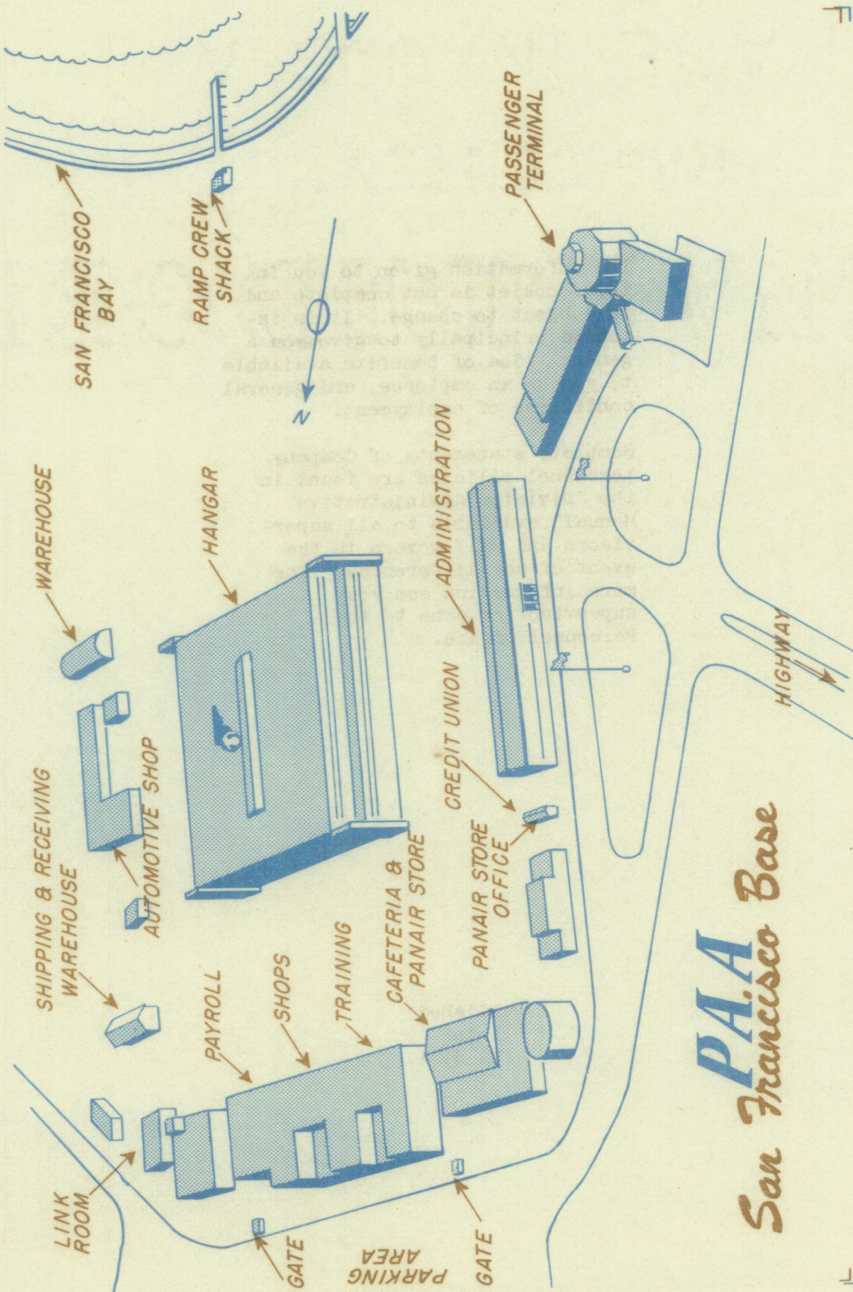 LINK
ROOM
SHIPPING & RECEIVING
WAREHOUSE
WAREHOUSE
SAN FRANCISCO
BAY
AUTOMOTIVE SHOP
RAMP CREW
SHACK
PAYROLL
HANGAR
SHOPS
GATE
N
TRAINING
PARKING
AREA
CAFETERIA &
PANAIR STORE
CREDIT UNION
ADMINISTRATION
GATE
PANAIR STORE
OFFICE
PASSENGER
TERMINAL
PAA
San Francisco Base
HIGHWAY